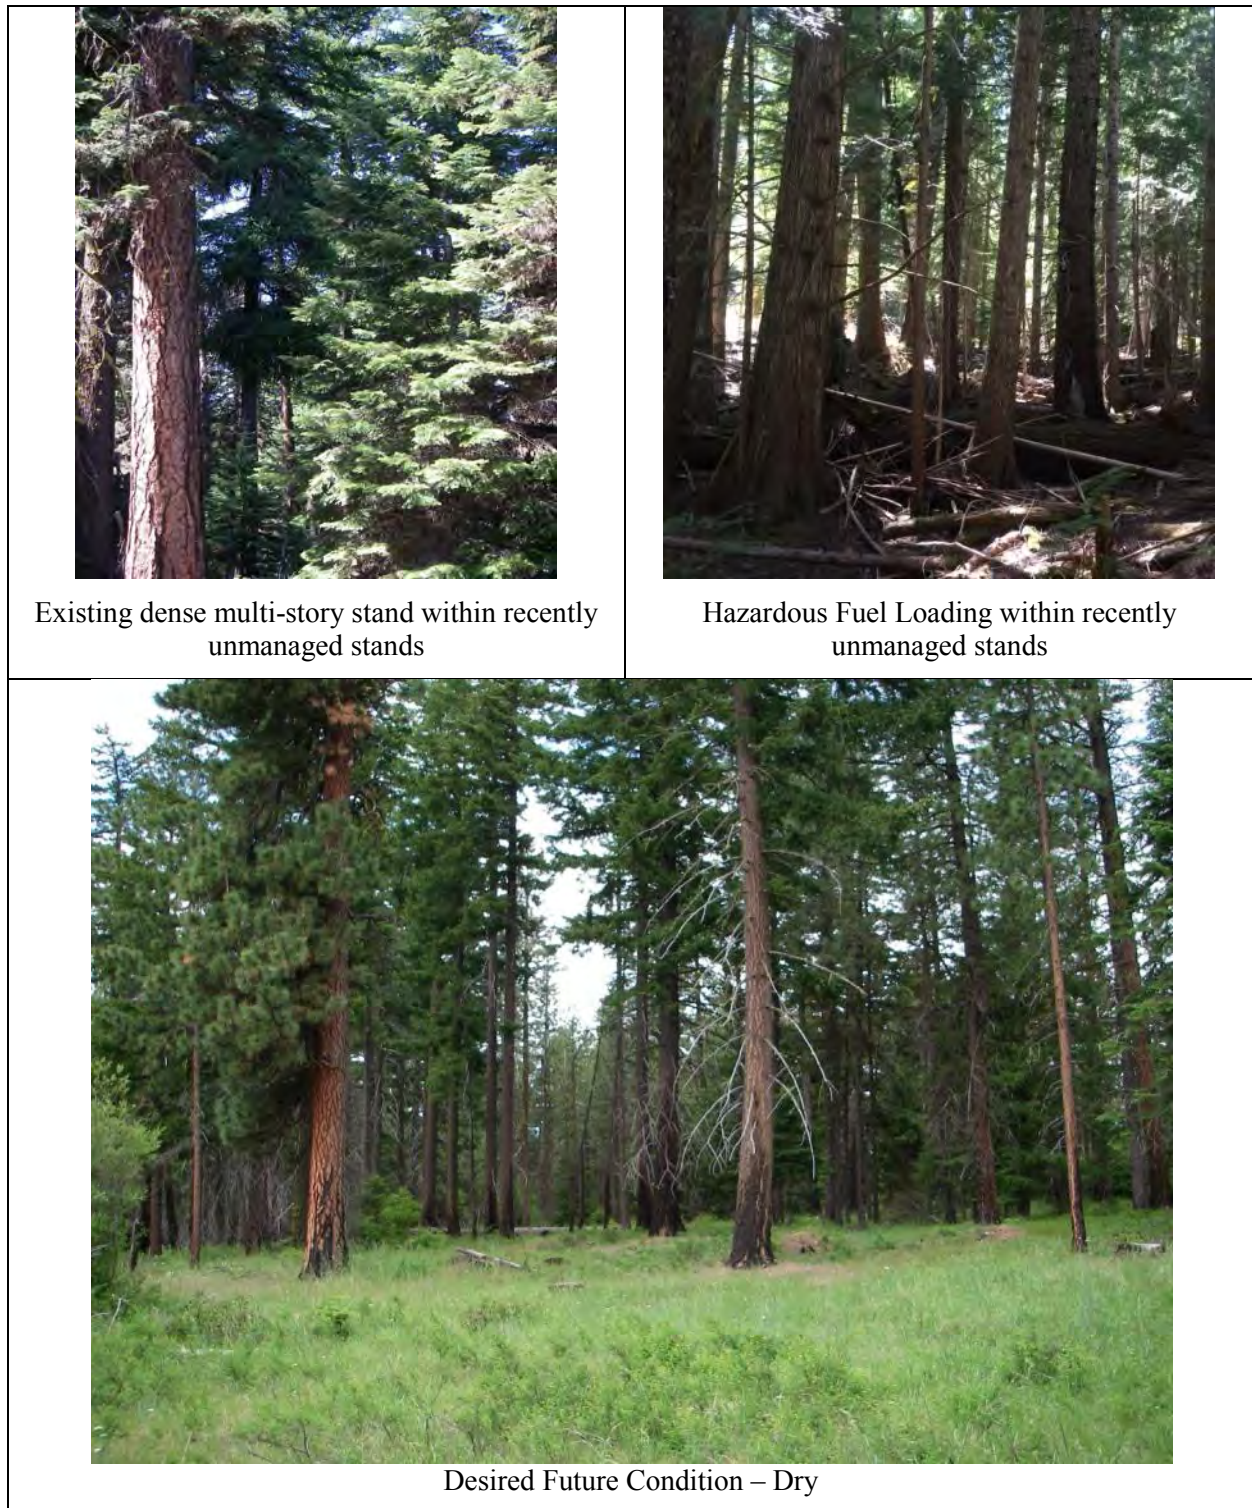 Existing dense multi-story stand within recently
unmanaged stands
Hazardous Fuel Loading within recently
unmanaged stands
Desired Future Condition – Dry